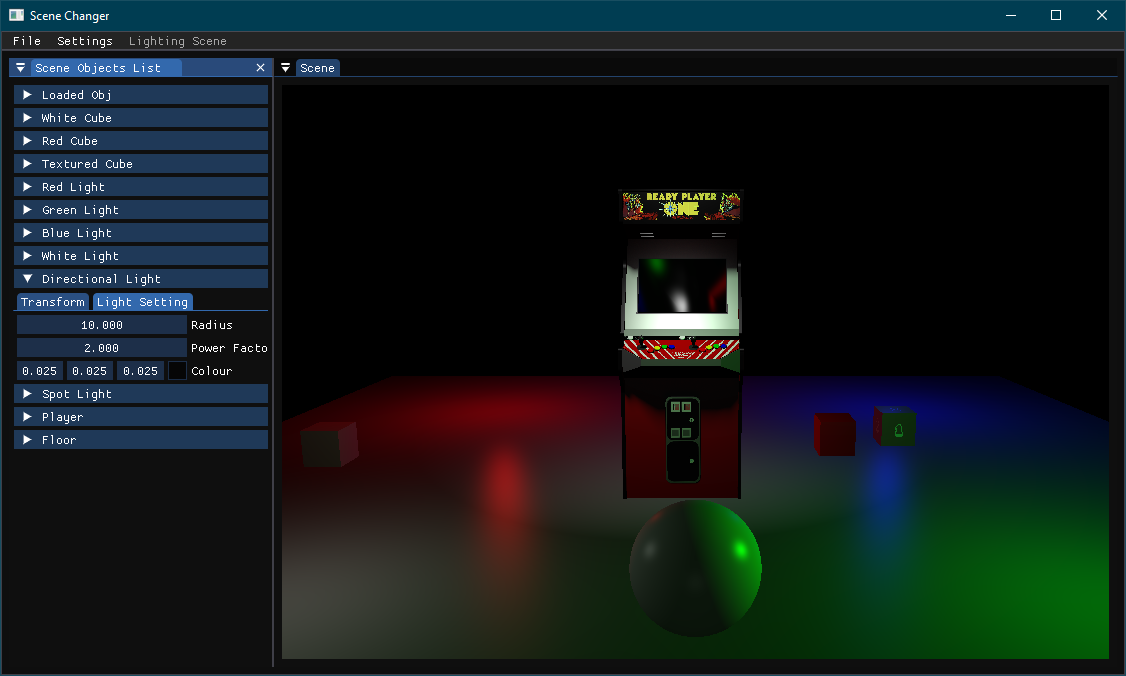 Scene Changer
File Settings Lighting Scene
Scene Objects List
Scene
Loaded Obj
White Cube
Red Cube
Textured Cube
Red Light
Green Light
Blue Light
White Light
Directional Light
Transform Light Setting
10.000 Radius
2.000 Power Facto
0.025 0.025 0.025 Colour
Spot Light
Player
Floor
READY PLAYER
ONE